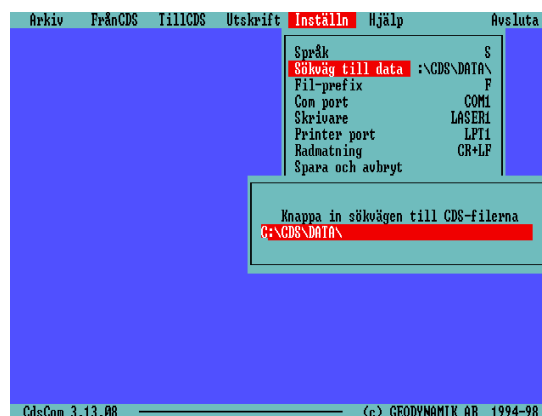 Arkiv FrånCDS TillCDS Utskrift Inställn Hjälp Avsluta
Språk S
Sökväg till data :\CDS\DATA\
Fil-prefix F
Com port COM1
Skrivare LASER1
Printer port LPT1
Radmatning CR+LF
Spara och avbryt
Knappa in sökvägen till CDS-filerna
C:\CDS\DATA\
CdsCom 3.13.08 (c) GEODYNAMIK AB 1994-98